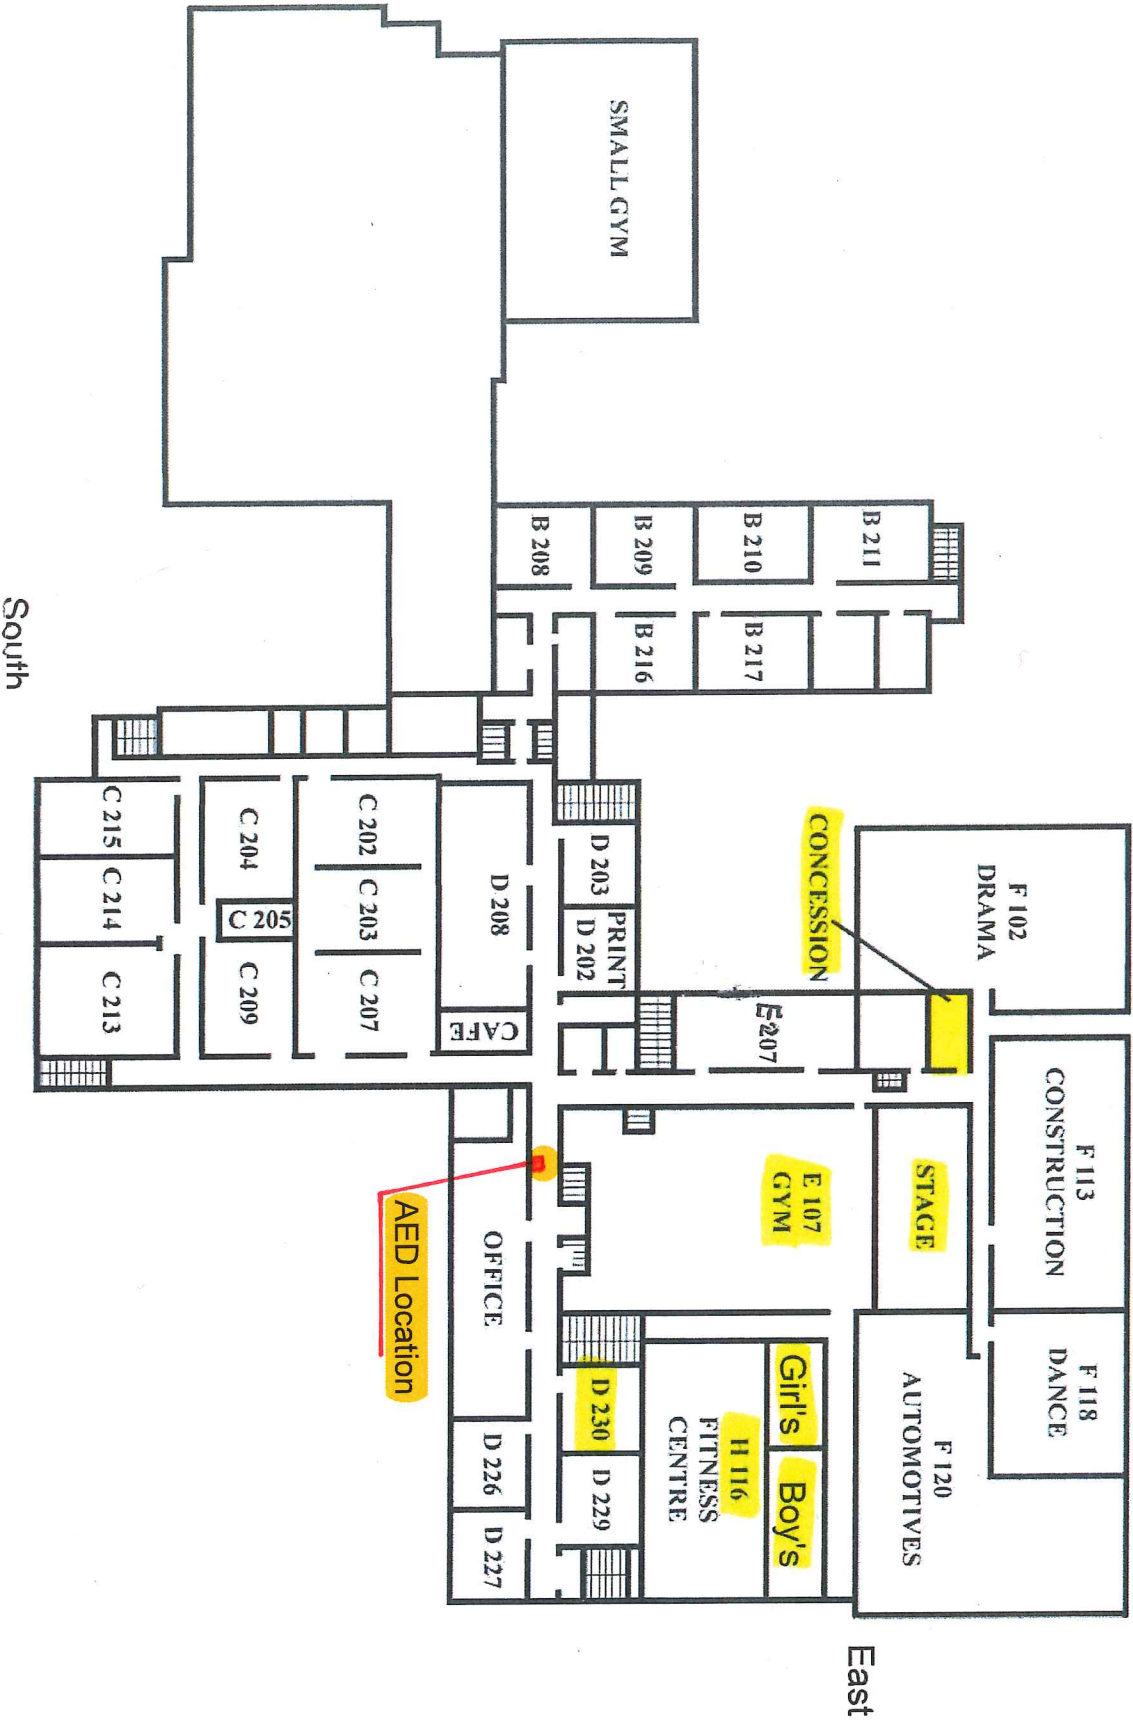 SMALL GYM
B 208
B 209
B 210
B 211
B 216
B 217
South
C 215
C 214
C 213
C 204
C 205
C 209
C 202
C 203
C 207
D 208
CAFE
D 203
PRINT
D 202
CONCESSION
E-207
F 102
DRAMA
F 113
CONSTRUCTION
F 118
DANCE
F 120
AUTOMOTIVES
STAGE
E 107
GYM
Girl's
Boy's
H 116
FITNESS
CENTRE
D 230
D 229
OFFICE
D 226
D 227
AED Location
East